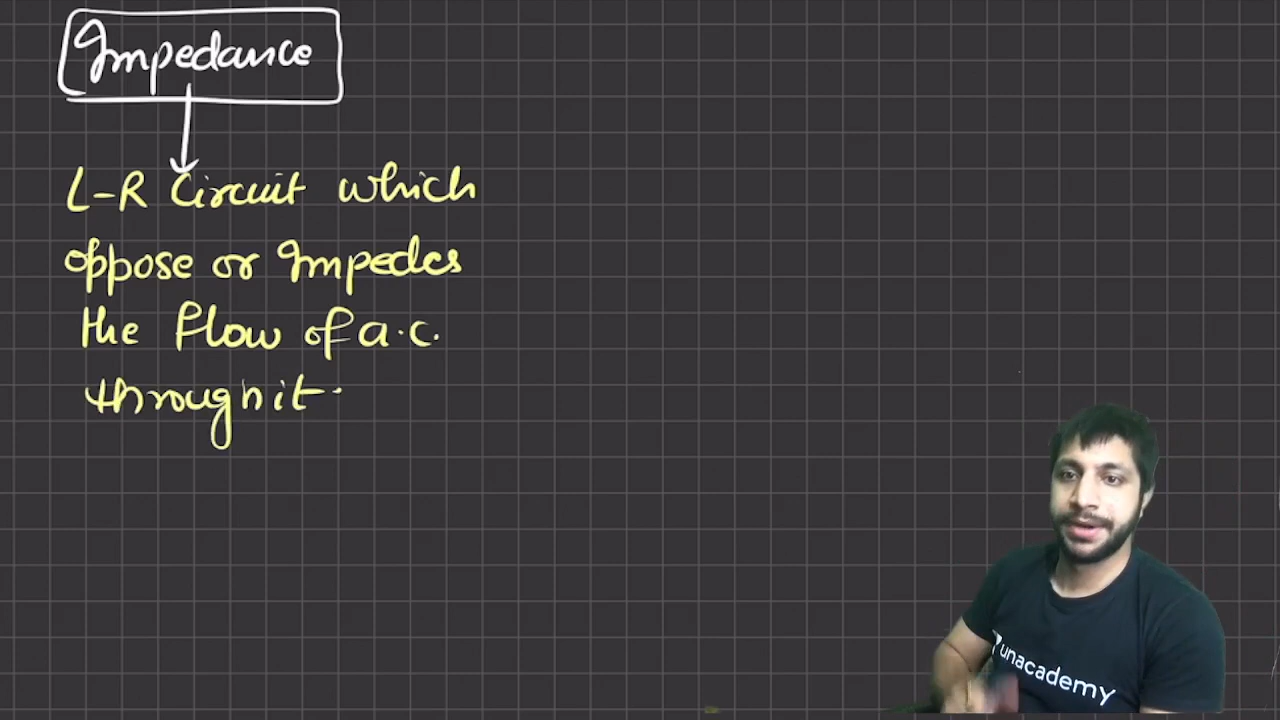 Impedance
L-R Circuit which
oppose or Impedes
the flow of a.c.
through it.
unacademy